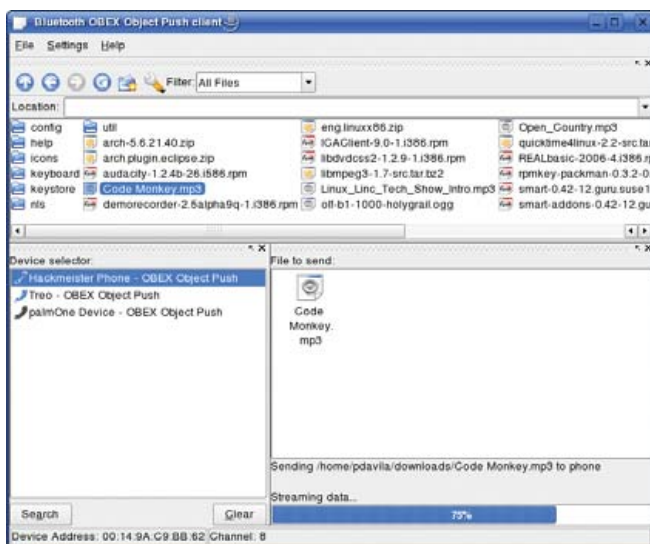 Bluetooth OBEX Object Push client
File Settings Help
Filter: All Files
Location:
config util eng.linuxx86.zip Open_Country.mp3
help arch-5.6.21.40.zip ICAClient-9.0-1.i386.rpm quicktime4linux-2.2-src.tar
icons arch.plugin.eclipse.zip libdvdcss2-1.2.9-1.i386.rpm REALbasic-2006-4.i386.r
keyboard audacity-1.2.4b-26.i586.rpm libmpeg3-1.7-src.tar.bz2 rpmkey-packman-0.3.2-0
keystore Code Monkey.mp3 Linux_Linc_Tech_Show_Intro.mp3 smart-0.42-12.guru.suse1
nls demorecorder-2.5alpha9q-1.i386.rpm olf-b1-1000-holygrail.ogg smart-addons-0.42-12.gu
Device selector: File to send:
Hackmeister Phone - OBEX Object Push
Treo - OBEX Object Push
palmOne Device - OBEX Object Push
Code
Monkey.
mp3
Sending /home/pdavila/downloads/Code Monkey.mp3 to phone
Streaming data...
Search Clear 75%
Device Address: 00:14:9A:C9:BB:62 Channel: 8